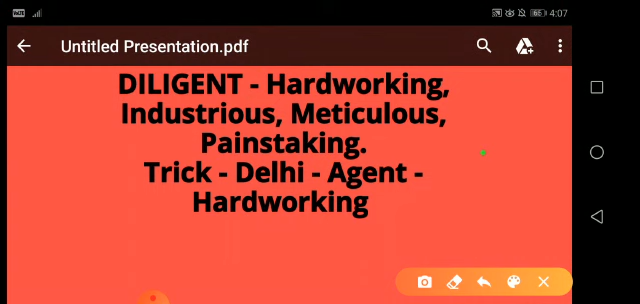 4:07
Untitled Presentation.pdf
DILIGENT - Hardworking,
Industrious, Meticulous,
Painstaking.
Trick - Delhi - Agent -
Hardworking